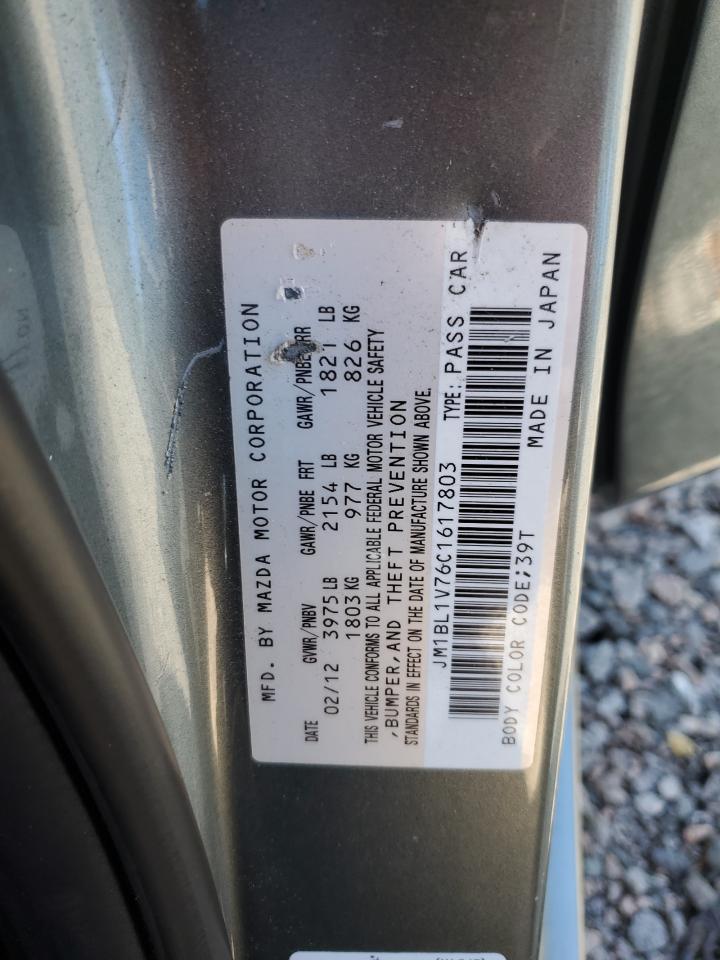 MFD. BY MAZDA MOTOR CORPORATION
DATE GVWR/PNBV GAWR/PNBE FRT GAWR/PNBE RR
02/12 3975 LB 2154 LB 1821 LB
1803 KG 977 KG 826 KG
THIS VEHICLE CONFORMS TO ALL APPLICABLE FEDERAL MOTOR VEHICLE SAFETY
,BUMPER,AND THEFT PREVENTION
STANDARDS IN EFFECT ON THE DATE OF MANUFACTURE SHOWN ABOVE.
JM1BL1V76C1617803 TYPE: PASS CAR
BODY COLOR CODE;39T MADE IN JAPAN